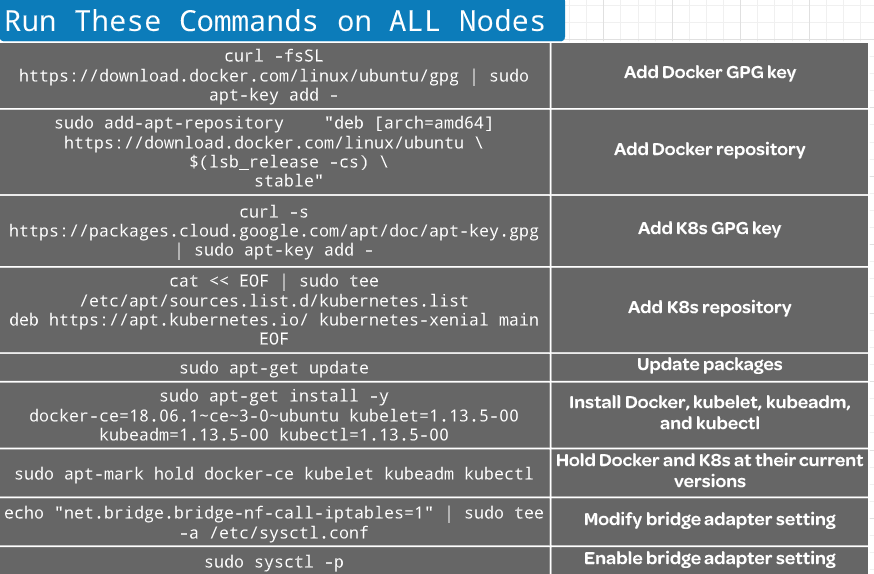 Run These Commands on ALL Nodes
curl -fsSL
https://download.docker.com/linux/ubuntu/gpg | sudo
apt-key add -
Add Docker GPG key
sudo add-apt-repository    "deb [arch=amd64]
https://download.docker.com/linux/ubuntu \
$(lsb_release -cs) \
stable"
Add Docker repository
curl -s
https://packages.cloud.google.com/apt/doc/apt-key.gpg
| sudo apt-key add -
Add K8s GPG key
cat << EOF | sudo tee
/etc/apt/sources.list.d/kubernetes.list
deb https://apt.kubernetes.io/ kubernetes-xenial main
EOF
Add K8s repository
sudo apt-get update
Update packages
sudo apt-get install -y
docker-ce=18.06.1~ce~3-0~ubuntu kubelet=1.13.5-00
kubeadm=1.13.5-00 kubectl=1.13.5-00
Install Docker, kubelet, kubeadm,
and kubectl
sudo apt-mark hold docker-ce kubelet kubeadm kubectl
Hold Docker and K8s at their current
versions
echo "net.bridge.bridge-nf-call-iptables=1" | sudo tee
-a /etc/sysctl.conf
Modify bridge adapter setting
sudo sysctl -p
Enable bridge adapter setting